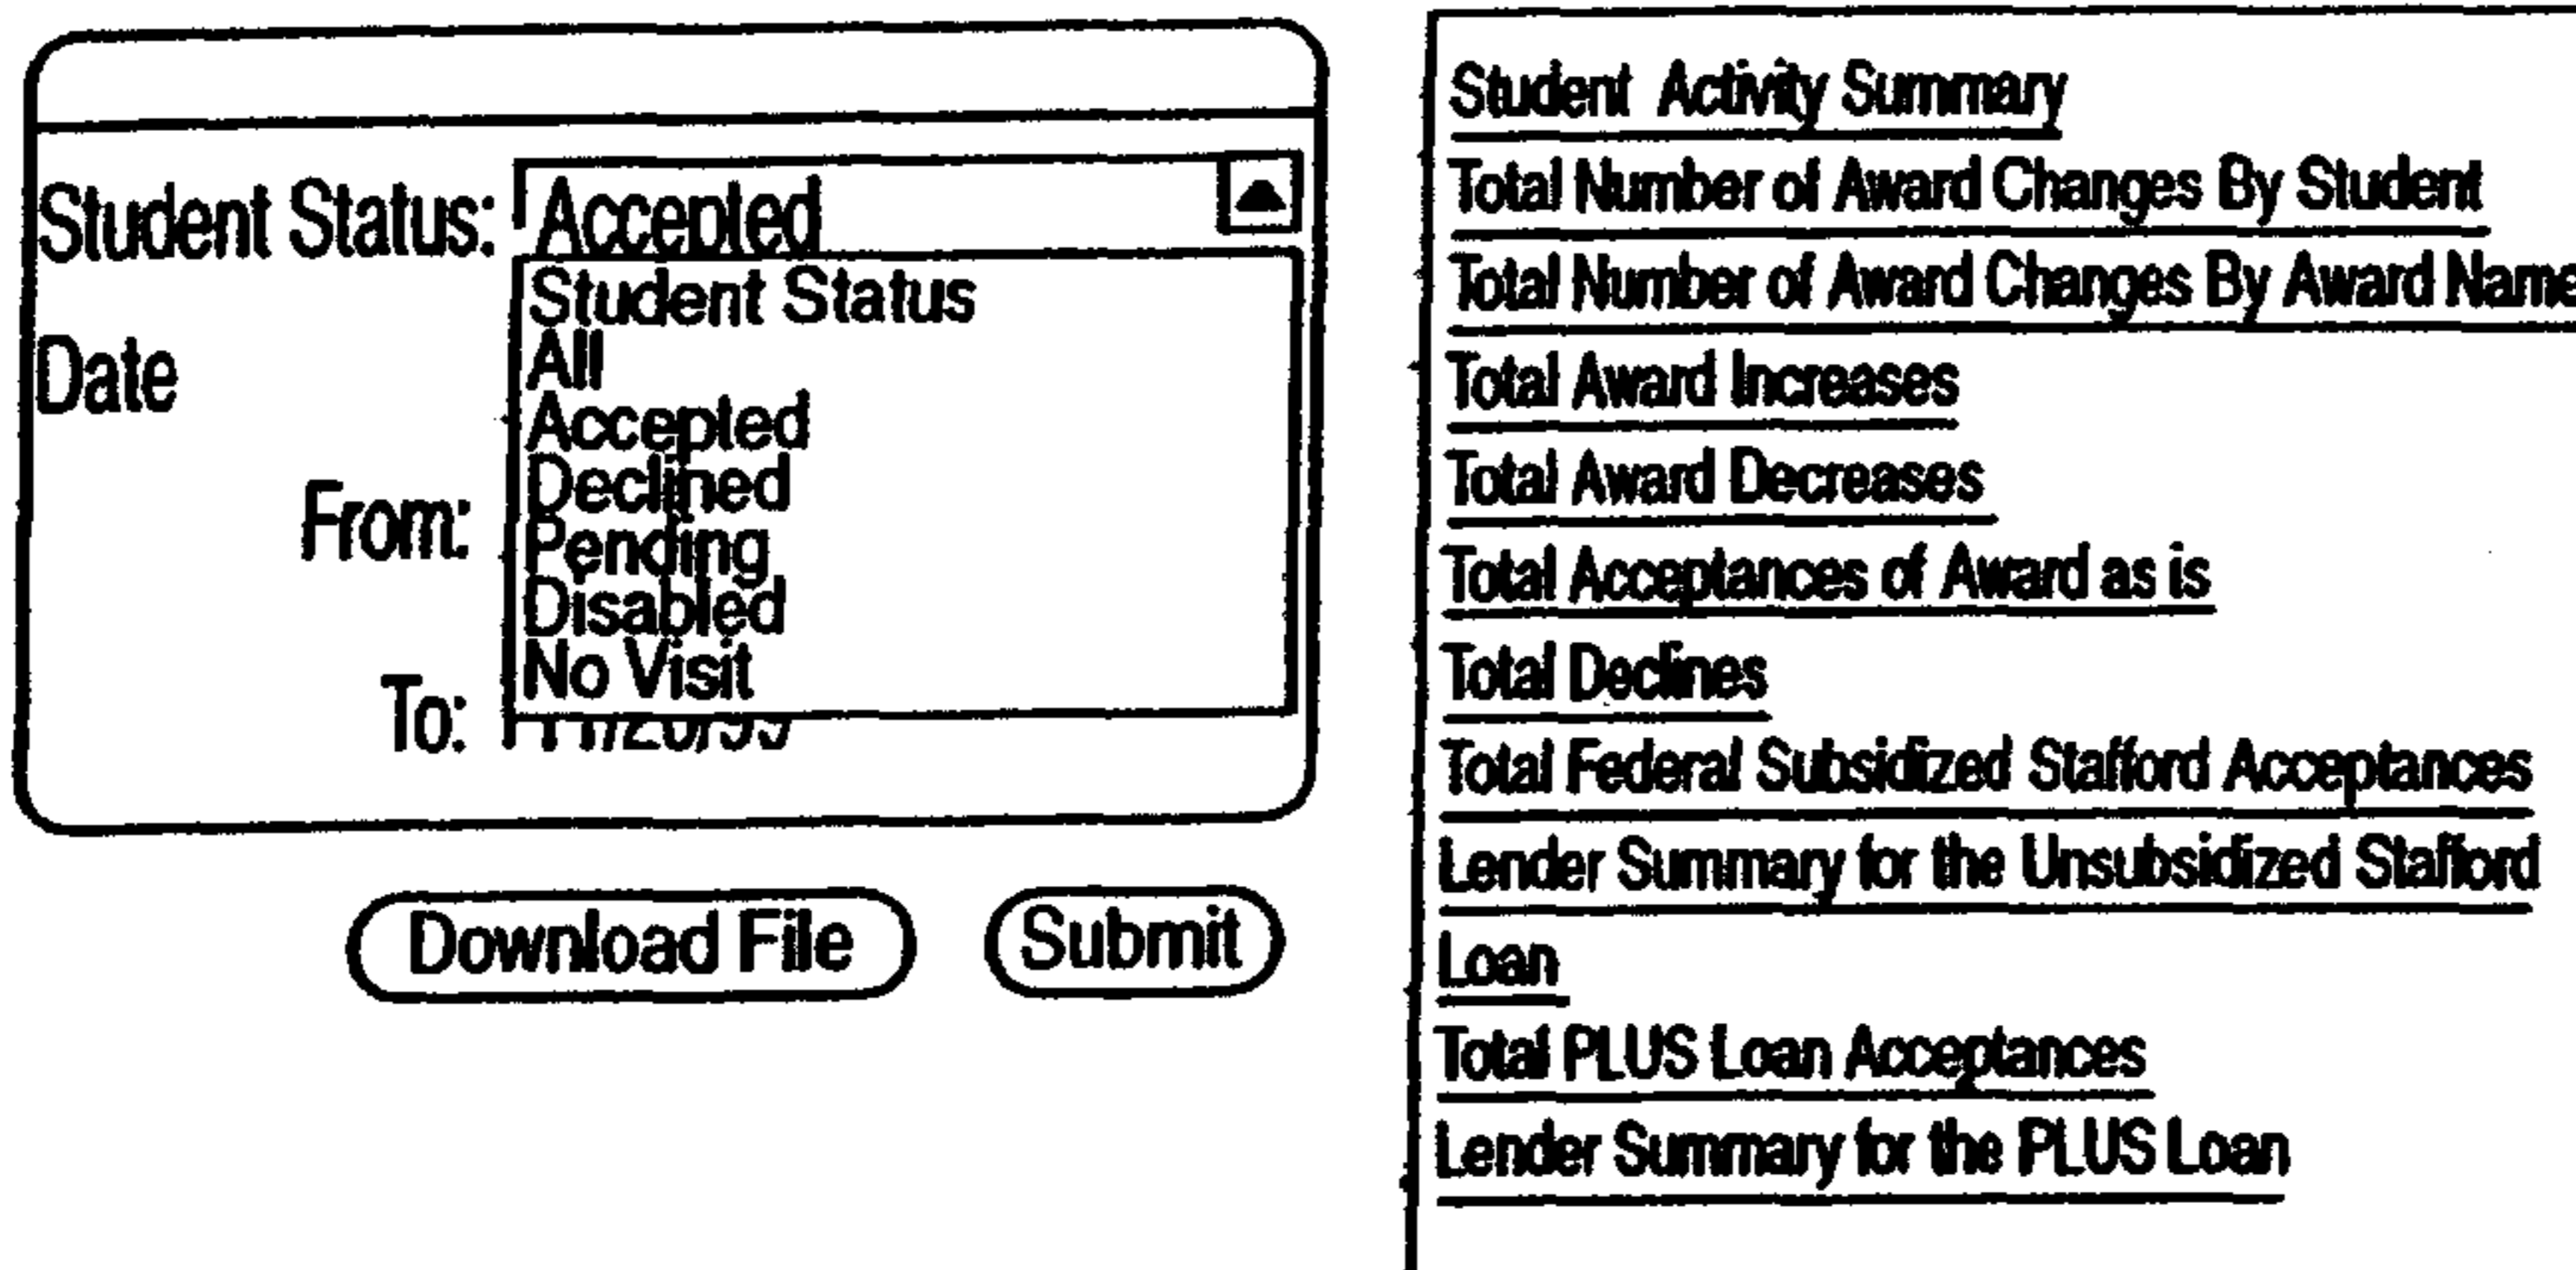 Student Status: Accepted
Student Status
All
Date
Accepted
Declined
From:
Pending
Disabled
No Visit
To:
Download File
Submit
Student Activity Summary
Total Number of Award Changes By Student
Total Number of Award Changes By Award Name
Total Award Increases
Total Award Decreases
Total Acceptances of Award as is
Total Declines
Total Federal Subsidized Stafford Acceptances
Lender Summary for the Unsubsidized Stafford
Loan
Total PLUS Loan Acceptances
Lender Summary for the PLUS Loan